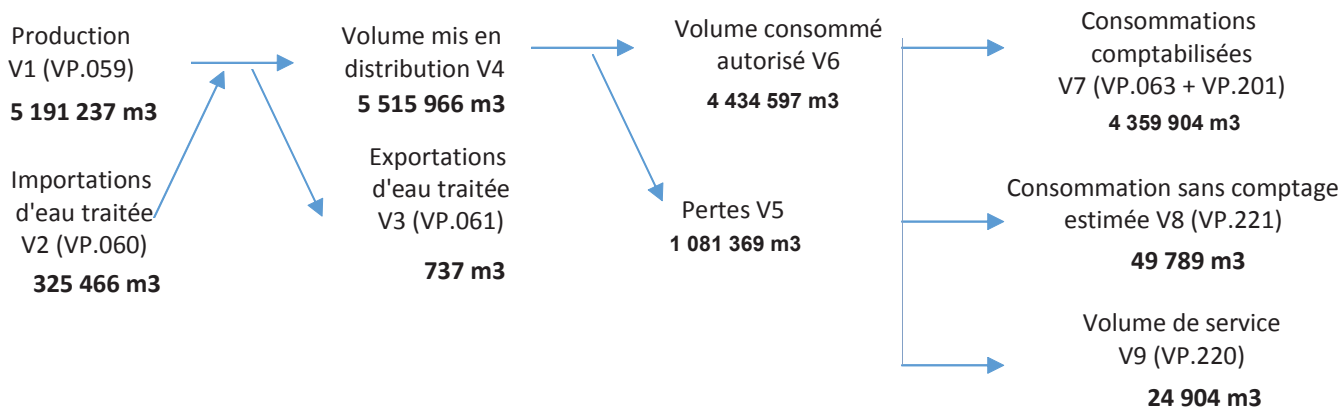 Production
V1 (VP.059)
5 191 237 m3
Importations
d'eau traitée
V2 (VP.060)
325 466 m3
Volume mis en
distribution V4
5 515 966 m3
Exportations
d'eau traitée
V3 (VP.061)
737 m3
Volume consommé
autorisé V6
4 434 597 m3
Pertes V5
1 081 369 m3
Consommations
comptabilisées
V7 (VP.063 + VP.201)
4 359 904 m3
Consommation sans comptage
estimée V8 (VP.221)
49 789 m3
Volume de service
V9 (VP.220)
24 904 m3